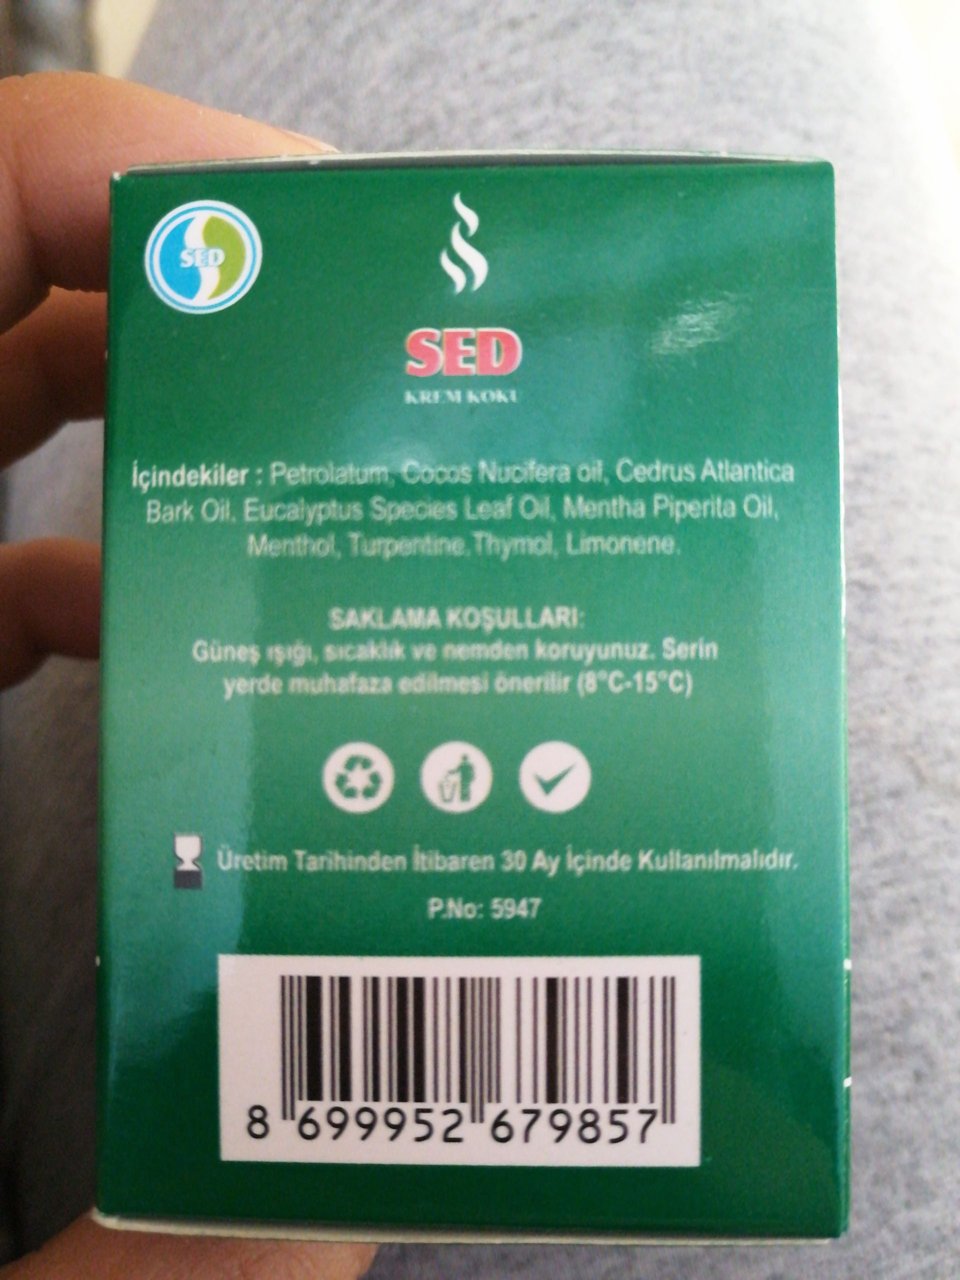 SED
SED
KREM KOKU
İçindekiler : Petrolatum, Cocos Nucifera oil, Cedrus Atlantica
Bark Oil, Eucalyptus Species Leaf Oil, Mentha Piperita Oil,
Menthol, Turpentine,Thymol, Limonene.
SAKLAMA KOŞULLARI:
Güneş ışığı, sıcaklık ve nemden koruyunuz. Serin
yerde muhafaza edilmesi önerilir (8°C-15°C)
Üretim Tarihinden İtibaren 30 Ay İçinde Kullanılmalıdır.
P.No: 5947
8 699952 679857